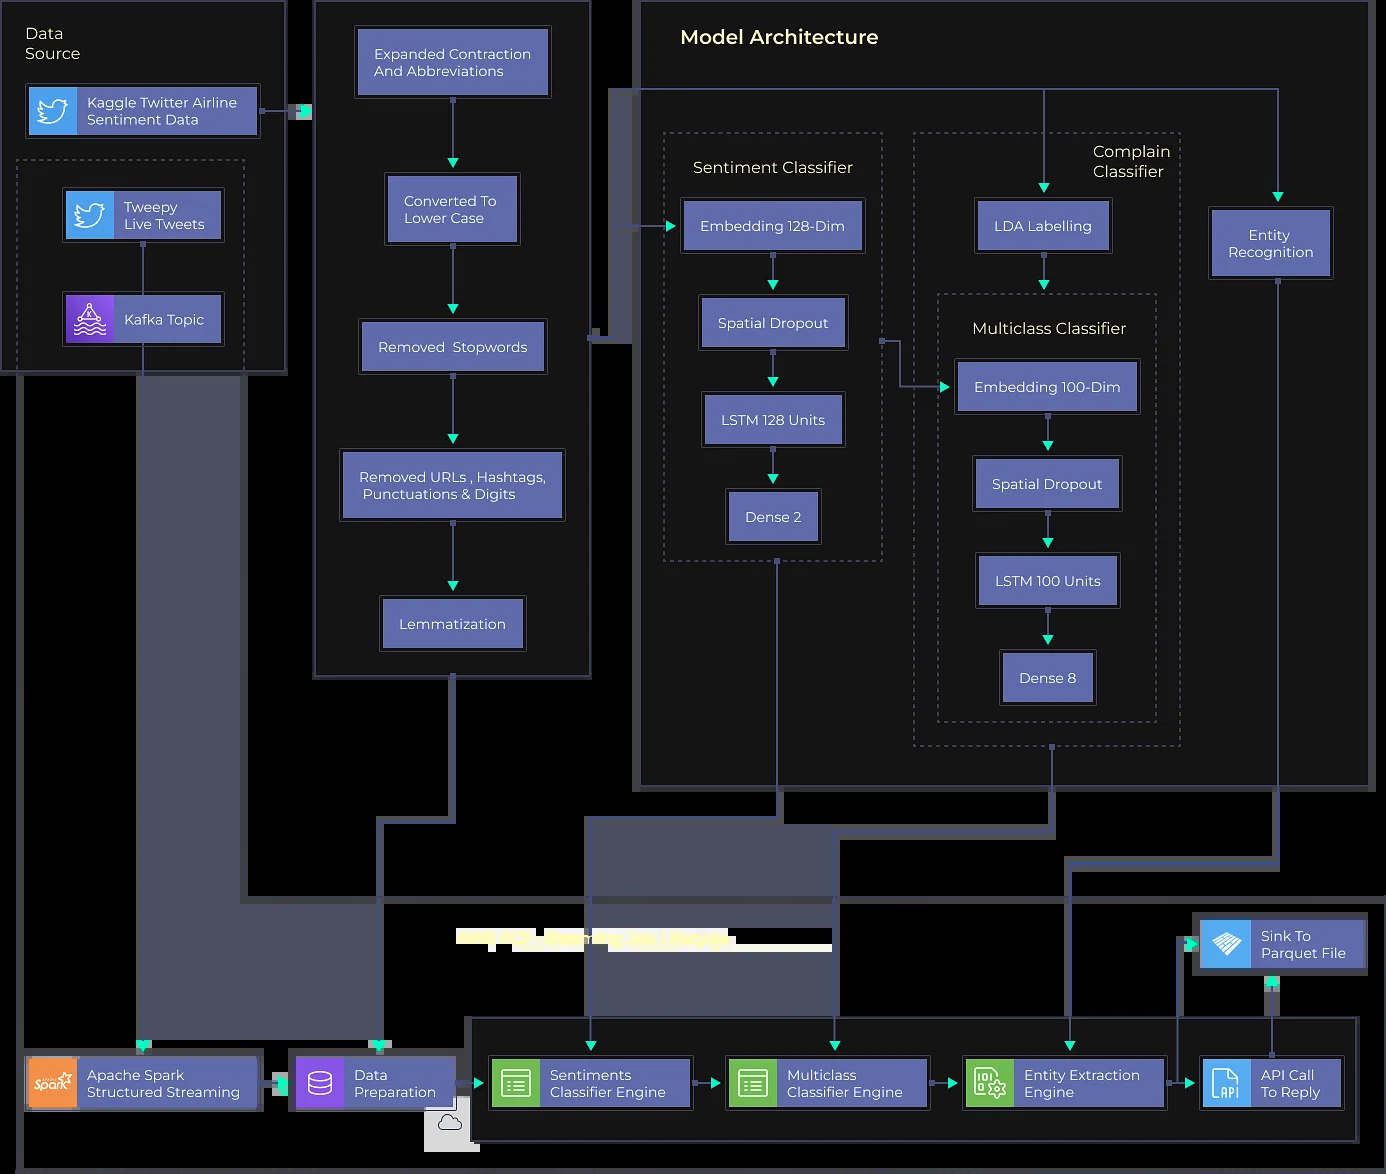 Data
Source
Kaggle Twitter Airline
Sentiment Data
Tweepy
Live Tweets
Kafka Topic
Expanded Contraction
And Abbreviations
Converted To
Lower Case
Removed Stopwords
Removed URLs , Hashtags,
Punctuations & Digits
Lemmatization
Model Architecture
Sentiment Classifier
Embedding 128-Dim
Spatial Dropout
LSTM 128 Units
Dense 2
Complain
Classifier
LDA Labelling
Multiclass Classifier
Embedding 100-Dim
Spatial Dropout
LSTM 100 Units
Dense 8
Entity
Recognition
Sink To
Parquet File
Spark
Apache Spark
Structured Streaming
Data
Preparation
Sentiments
Classifier Engine
Multiclass
Classifier Engine
Entity Extraction
Engine
API
API Call
To Reply